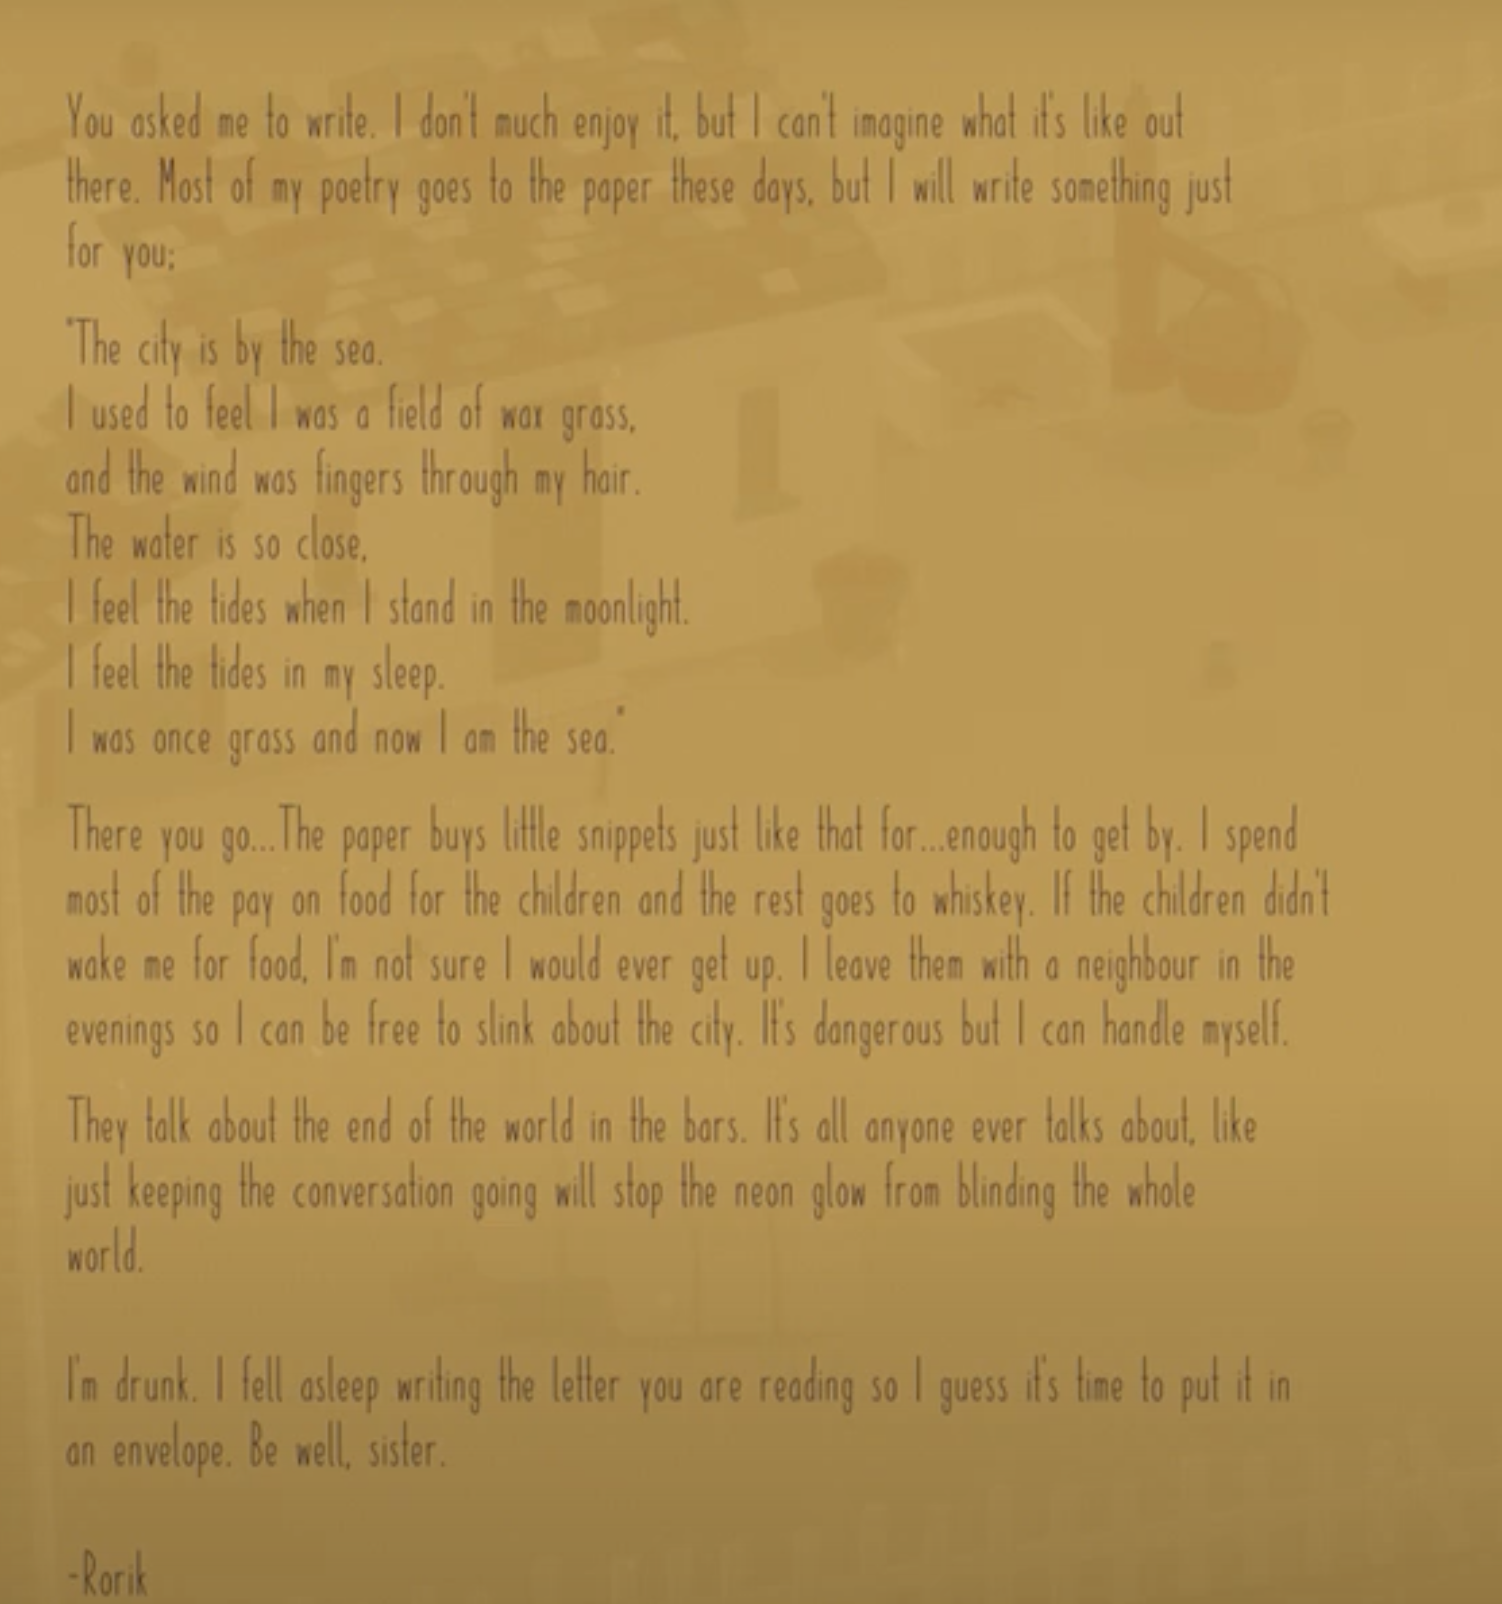 You asked me to write. I don't much enjoy it, but I can't imagine what it's like out
there. Most of my poetry goes to the paper these days, but I will write something just
for you;
"The city is by the sea.
I used to feel I was a field of wax grass,
and the wind was fingers through my hair.
The water is so close,
I feel the tides when I stand in the moonlight.
I feel the tides in my sleep.
I was once grass and now I am the sea."
There you go...The paper buys little snippets just like that for...enough to get by. I spend
most of the pay on food for the children and the rest goes to whiskey. If the children didn't
wake me for food, I'm not sure I would ever get up. I leave them with a neighbour in the
evenings so I can be free to slink about the city. It's dangerous but I can handle myself.
They talk about the end of the world in the bars. It's all anyone ever talks about, like
just keeping the conversation going will stop the neon glow from blinding the whole
world.
I'm drunk. I fell asleep writing the letter you are reading so I guess it's time to put it in
an envelope. Be well, sister.
-Rorik